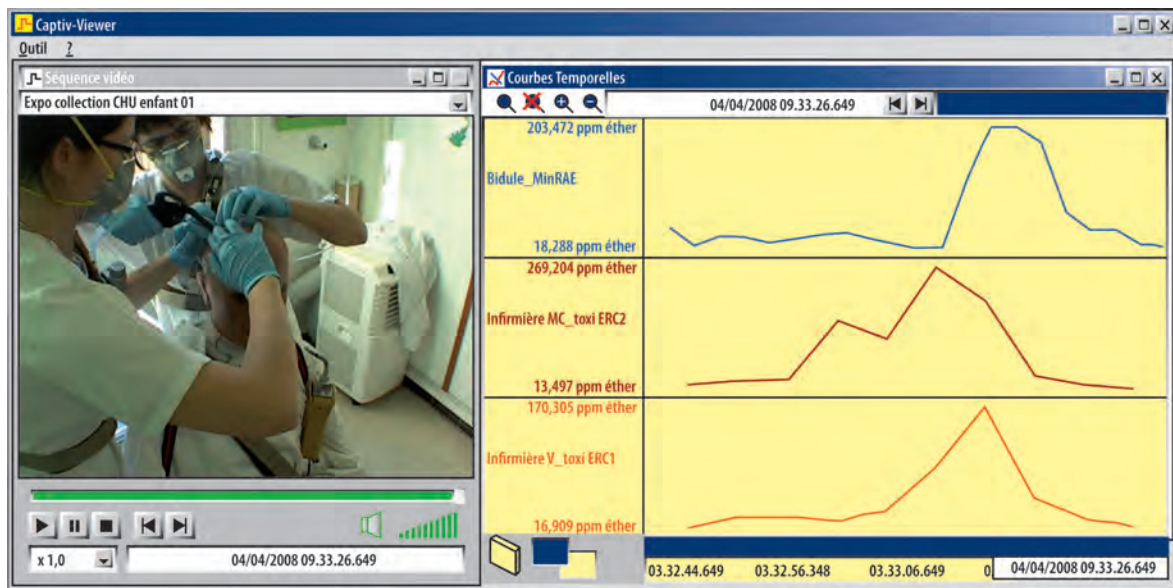 Captiv-Viewer
Outil ?
Séquence vidéo
Expo collection CHU enfant 01
x 1,0
04/04/2008 09.33.26.649
Courbes Temporelles
04/04/2008 09.33.26.649
203,472 ppm éther
Bidule_MinRAE
18,288 ppm éther
269,204 ppm éther
Infirmière MC_toxi ERC2
13,497 ppm éther
170,305 ppm éther
Infirmière V_toxi ERC1
16,909 ppm éther
03.32.44.649 03.32.56.348 03.33.06.649 0 04/04/2008 09.33.26.649